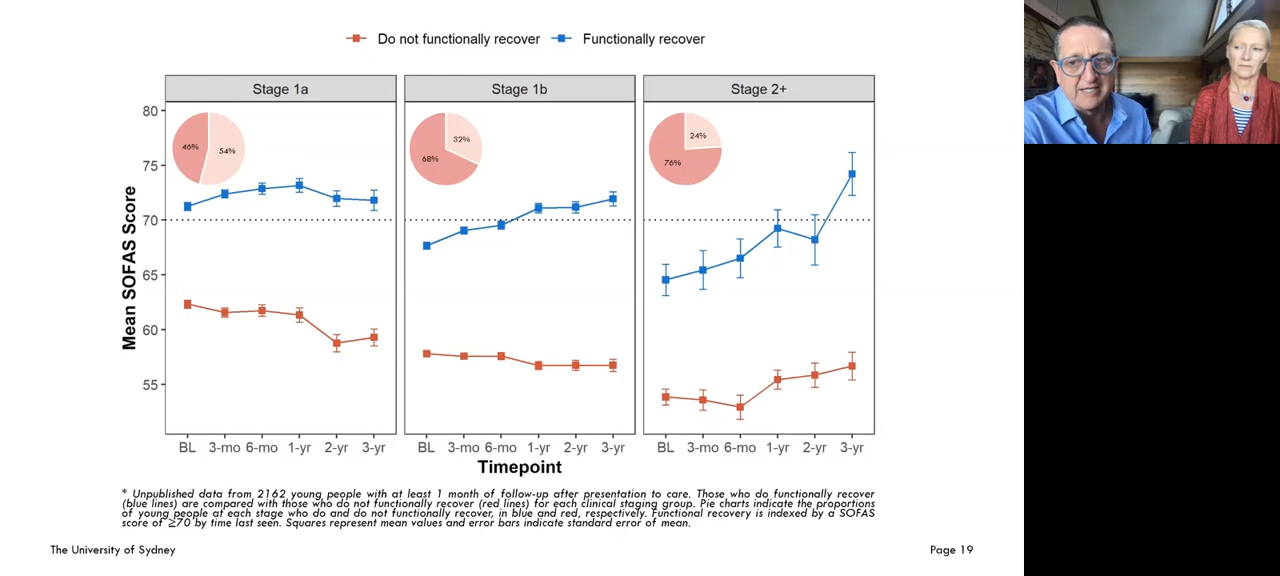 Do not functionally recover Functionally recover
Stage 1a Stage 1b Stage 2+
80
75
70
65
60
55
Mean SOFAS Score
46% 54%
32% 68%
24% 76%
BL 3-mo 6-mo 1-yr 2-yr 3-yr BL 3-mo 6-mo 1-yr 2-yr 3-yr BL 3-mo 6-mo 1-yr 2-yr 3-yr
Timepoint
* Unpublished data from 2162 young people with at least 1 month of follow-up after presentation to care. Those who do functionally recover
(blue lines) are compared with those who do not functionally recover (red lines) for each clinical staging group. Pie charts indicate the proportions
of young people at each stage who do and do not functionally recover, in blue and red, respectively. Functional recovery is indexed by a SOFAS
score of ≥70 by time last seen. Squares represent mean values and error bars indicate standard error of mean.
The University of Sydney Page 19